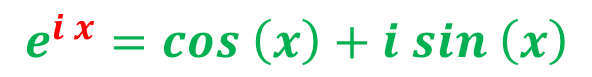 e^{i x} = cos (x) + i sin (x)